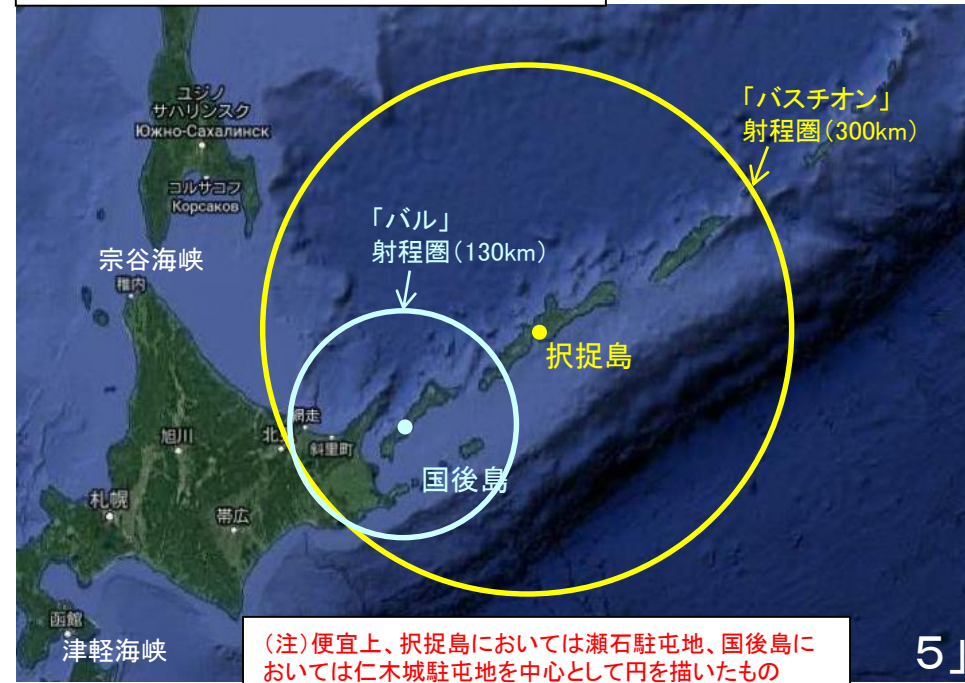 ユジノ
サハリンスク
Южно-Сахалинск
コルサコフ
Корсаков
「バスチオン」
射程圏(300km)
「バル」
射程圏(130km)
宗谷海峡
稚内
択捉島
網走
旭川
斜里町
国後島
札幌
帯広
函館
津軽海峡
(注)便宜上、択捉島においては瀬石駐屯地、国後島に
おいては仁木城駐屯地を中心として円を描いたもの
5